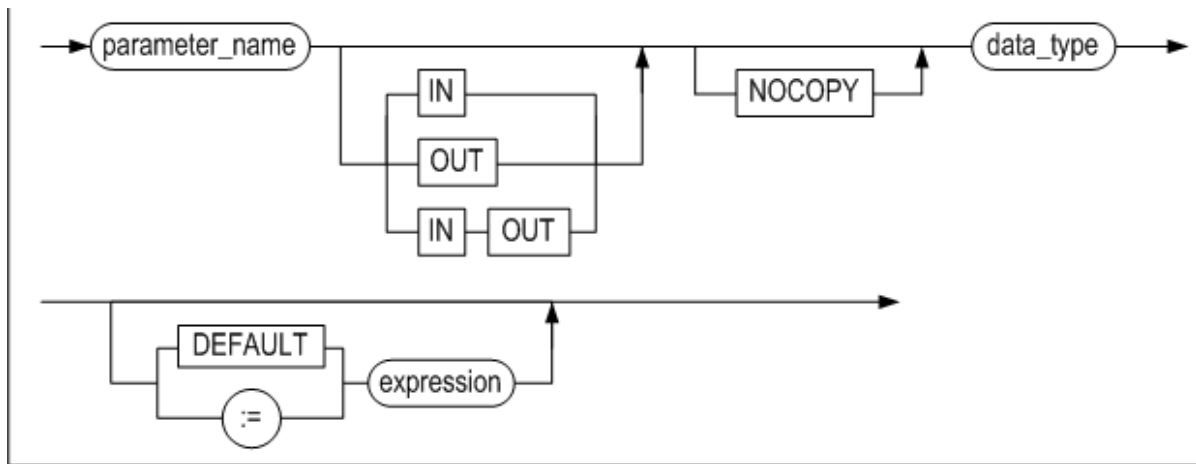 parameter_name IN NOCOPY data_type
OUT
IN OUT
DEFAULT
expression
:=